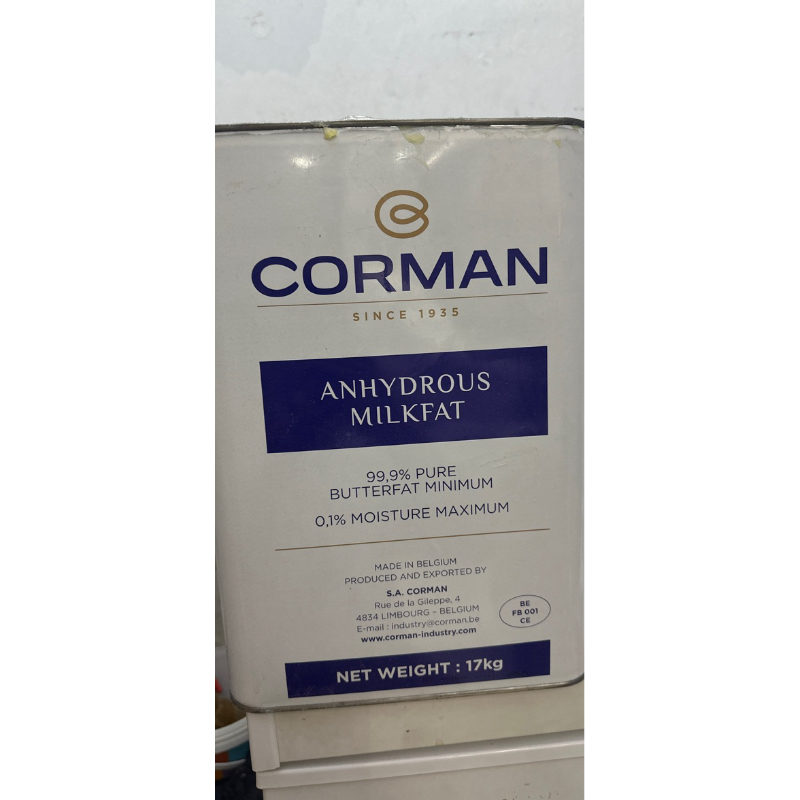 CORMAN
SINCE 1935
ANHYDROUS
MILKFAT
99,9% PURE
BUTTERFAT MINIMUM
0,1% MOISTURE MAXIMUM
MADE IN BELGIUM
PRODUCED AND EXPORTED BY
S.A. CORMAN
Rue de la Gileppe, 4
4834 LIMBOURG - BELGIUM
E-mail : industry@corman.be
www.corman-industry.com
BE
FB 001
CE
NET WEIGHT : 17kg